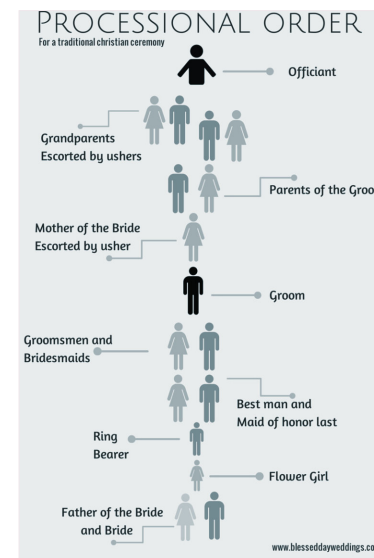 PROCESSIONAL ORDER
For a traditional christian ceremony
Officiant
Grandparents
Escorted by ushers
Parents of the Groo
Mother of the Bride
Escorted by usher
Groom
Groomsmen and
Bridesmaids
Best man and
Maid of honor last
Ring
Bearer
Flower Girl
Father of the Bride
and Bride
www.blesseddayweddings.co